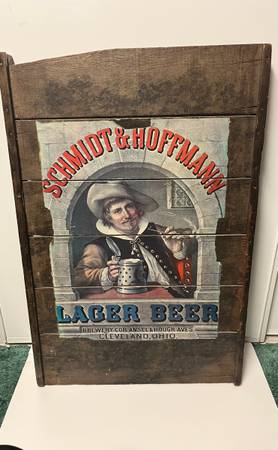 SCHMIDT & HOFFMANN
LAGER BEER
BREWERY COR. ANSEL & HOUGH AVES.
CLEVELAND, OHIO.